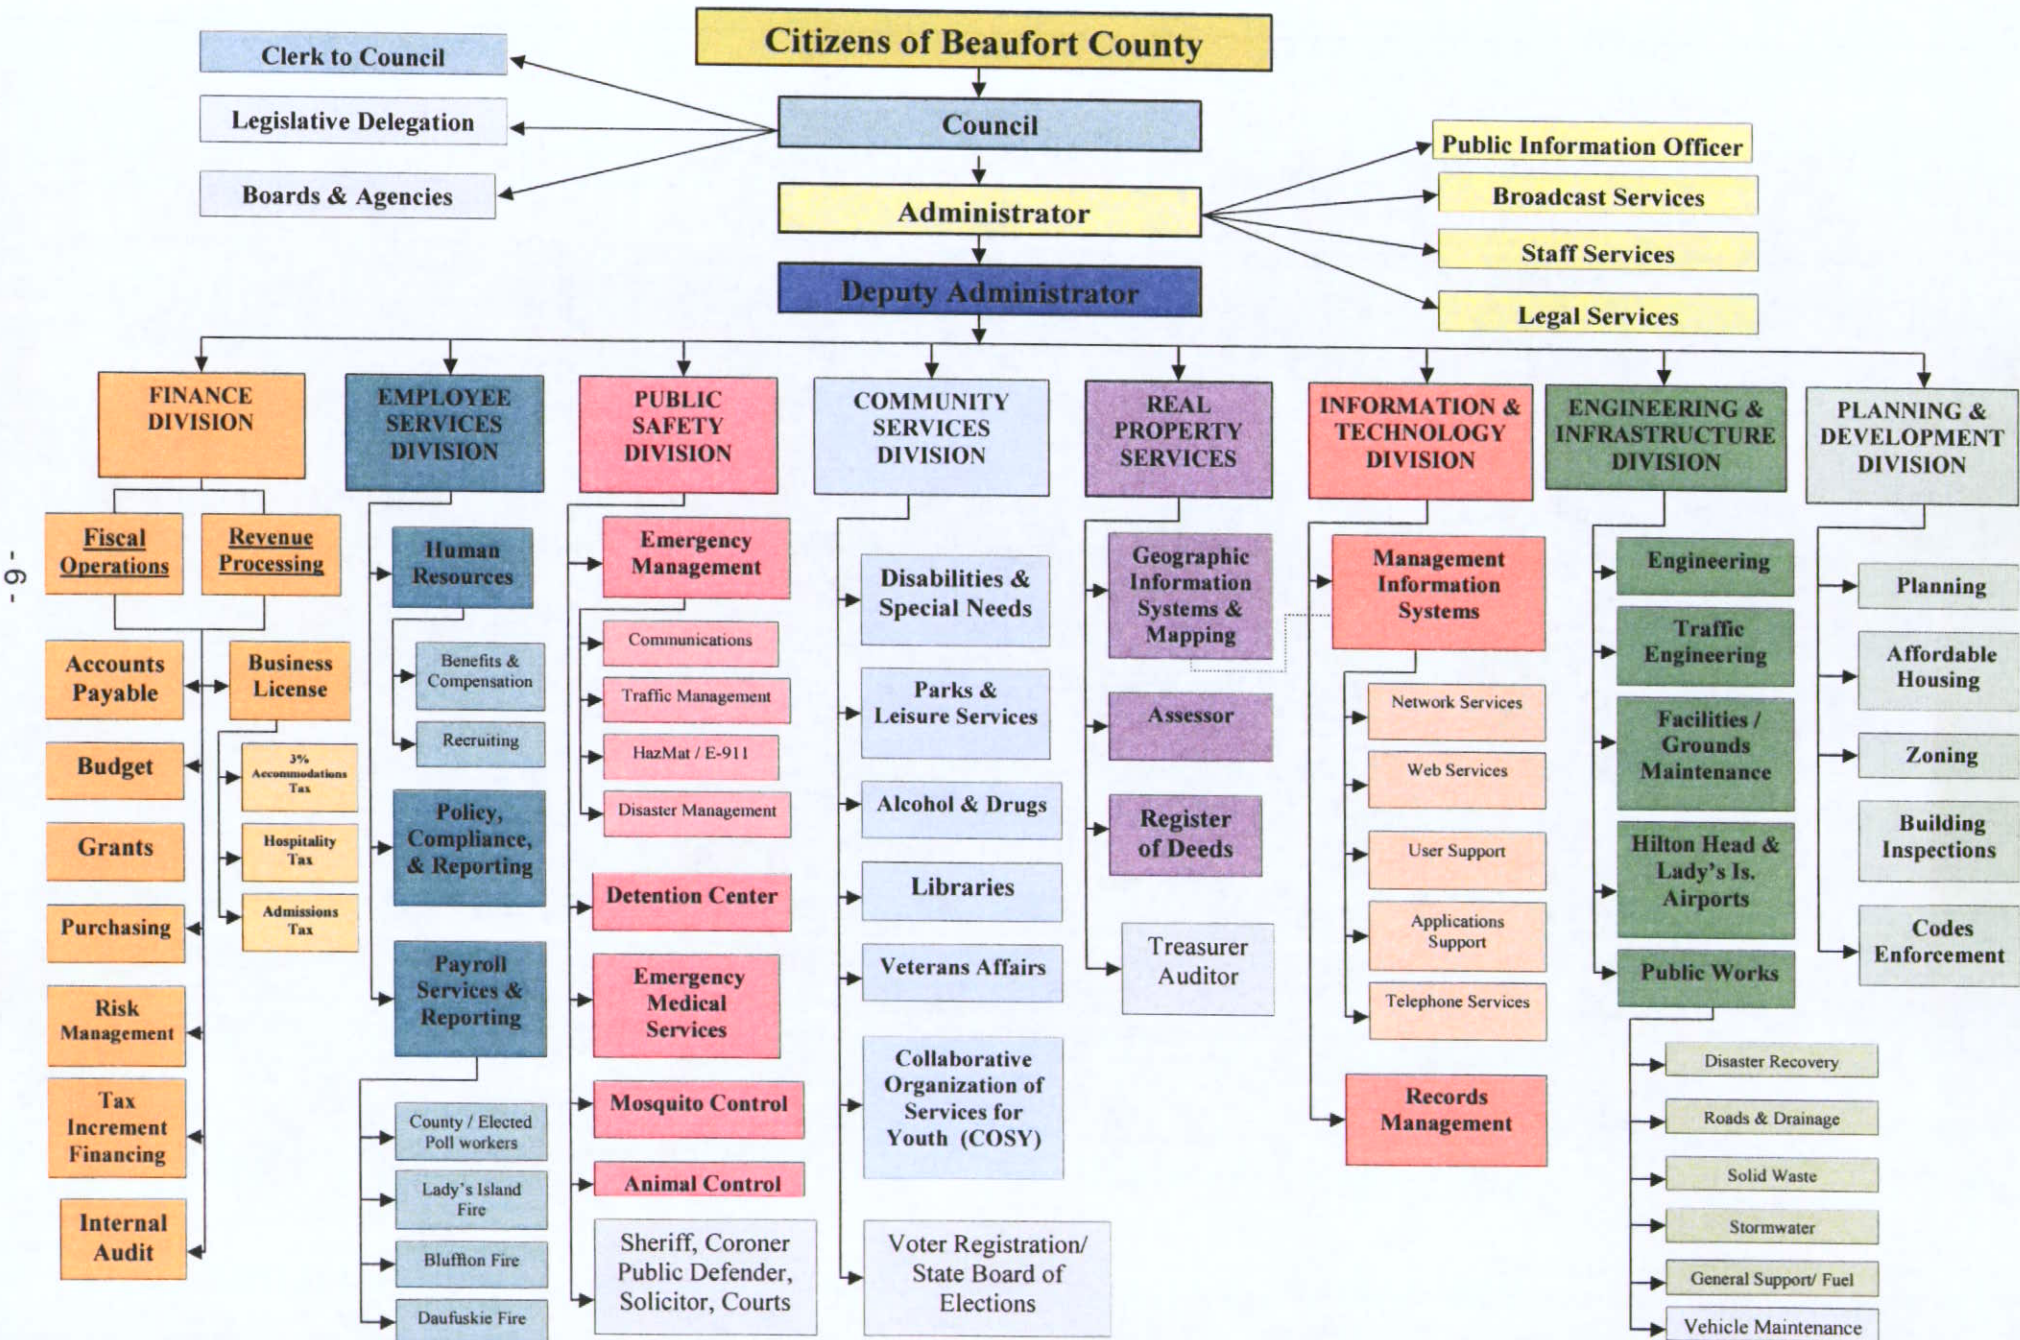 Citizens of Beaufort County
Clerk to Council
Legislative Delegation
Boards & Agencies
Council
Administrator
Deputy Administrator
Public Information Officer
Broadcast Services
Staff Services
Legal Services
FINANCE
DIVISION
Fiscal
Operations
Revenue
Processing
Accounts
Payable
Business
License
3%
Accommodations
Tax
Hospitality
Tax
Admissions
Tax
Budget
Grants
Purchasing
Risk
Management
Tax
Increment
Financing
Internal
Audit
EMPLOYEE
SERVICES
DIVISION
Human
Resources
Benefits &
Compensation
Recruiting
Policy,
Compliance,
& Reporting
Payroll
Services &
Reporting
County / Elected
Poll workers
Lady's Island
Fire
Bluffton Fire
Daufuskie Fire
PUBLIC
SAFETY
DIVISION
Emergency
Management
Communications
Traffic Management
HazMat / E-911
Disaster Management
Detention Center
Emergency
Medical
Services
Mosquito Control
Animal Control
Sheriff, Coroner
Public Defender,
Solicitor, Courts
COMMUNITY
SERVICES
DIVISION
Disabilities &
Special Needs
Parks &
Leisure Services
Alcohol & Drugs
Libraries
Veterans Affairs
Collaborative
Organization of
Services for
Youth (COSY)
Voter Registration/
State Board of
Elections
REAL
PROPERTY
SERVICES
Geographic
Information
Systems &
Mapping
Assessor
Register
of Deeds
Treasurer
Auditor
INFORMATION &
TECHNOLOGY
DIVISION
Management
Information
Systems
Network Services
Web Services
User Support
Applications
Support
Telephone Services
Records
Management
ENGINEERING &
INFRASTRUCTURE
DIVISION
Engineering
Traffic
Engineering
Facilities /
Grounds
Maintenance
Hilton Head &
Lady's Is.
Airports
Public Works
Disaster Recovery
Roads & Drainage
Solid Waste
Stormwater
General Support/ Fuel
Vehicle Maintenance
PLANNING &
DEVELOPMENT
DIVISION
Planning
Affordable
Housing
Zoning
Building
Inspections
Codes
Enforcement
-9-